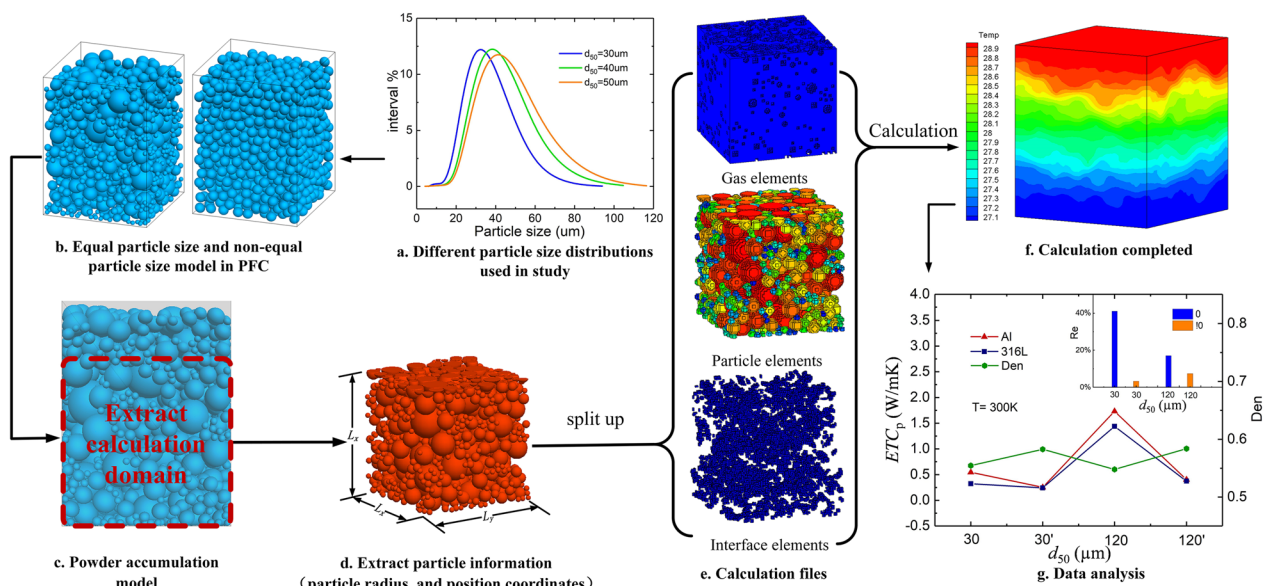 b. Equal particle size and non-equal
particle size model in PFC
interval %
15
10
5
0
d50=30um
d50=40um
d50=50um
0 20 40 60 80 100 120
Particle size (um)
a. Different particle size distributions
used in study
Gas elements
Particle elements
Interface elements
e. Calculation files
Calculation
Temp
28.9
28.7
28.6
28.5
28.4
28.3
28.2
28.1
28
27.9
27.8
27.7
27.6
27.5
27.4
27.3
27.2
27.1
f. Calculation completed
Extract
calculation
domain
c. Powder accumulation
model
Lx
Lx
Ly
d. Extract particle information
(particle radius, and position coordinates)
split up
ETCp (W/mK)
4.0
3.5
3.0
2.5
2.0
1.5
1.0
0.5
0.0
-0.5
Al
316L
Den
T= 300K
Re
40%
20%
0%
0
30 30 120 120
d50 (μm)
0.8
0.7
0.6
0.5
Den
30 30' 120 120'
d50 (μm)
g. Data analysis